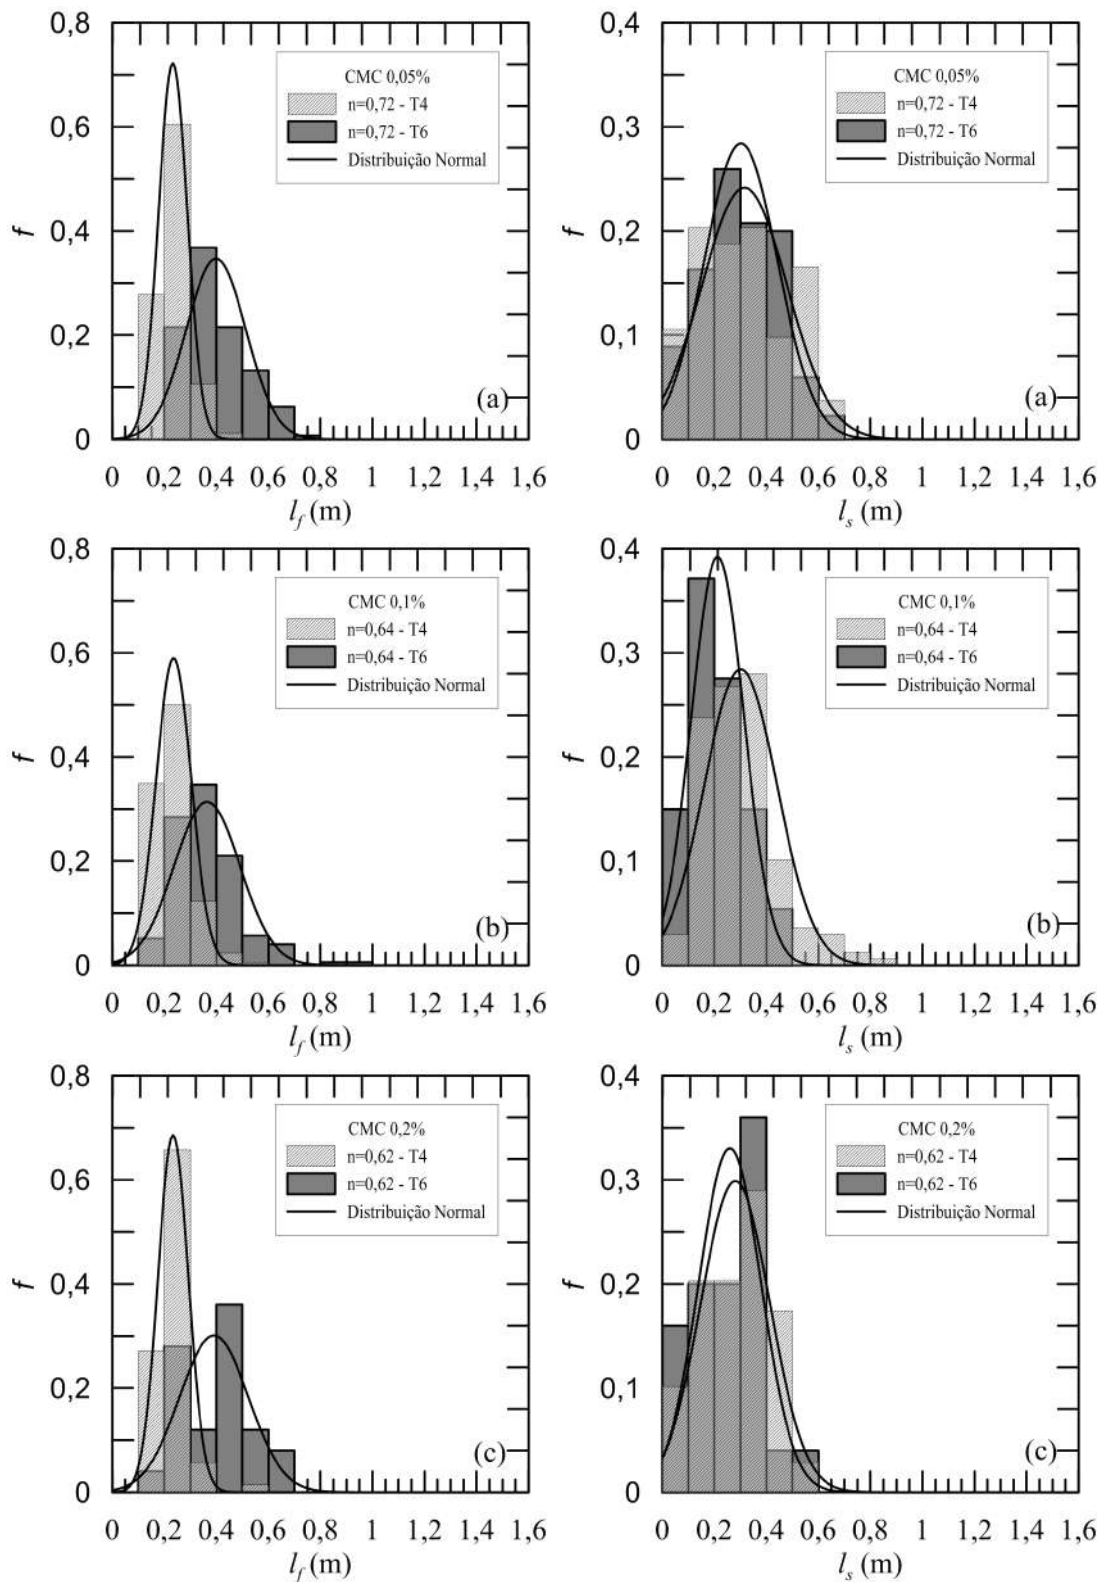 0,8
0,6
0,4
0,2
0
f
CMC 0,05%
n=0,72 - T4
n=0,72 - T6
Distribuição Normal
(a)
0 0,2 0,4 0,6 0,8 1 1,2 1,4 1,6
l_f (m)
0,4
0,3
0,2
0,1
0
f
CMC 0,05%
n=0,72 - T4
n=0,72 - T6
Distribuição Normal
(a)
0 0,2 0,4 0,6 0,8 1 1,2 1,4 1,6
l_s (m)
0,8
0,6
0,4
0,2
0
f
CMC 0,1%
n=0,64 - T4
n=0,64 - T6
Distribuição Normal
(b)
0 0,2 0,4 0,6 0,8 1 1,2 1,4 1,6
l_f (m)
0,4
0,3
0,2
0,1
0
f
CMC 0,1%
n=0,64 - T4
n=0,64 - T6
Distribuição Normal
(b)
0 0,2 0,4 0,6 0,8 1 1,2 1,4 1,6
l_s (m)
0,8
0,6
0,4
0,2
0
f
CMC 0,2%
n=0,62 - T4
n=0,62 - T6
Distribuição Normal
(c)
0 0,2 0,4 0,6 0,8 1 1,2 1,4 1,6
l_f (m)
0,4
0,3
0,2
0,1
0
f
CMC 0,2%
n=0,62 - T4
n=0,62 - T6
Distribuição Normal
(c)
0 0,2 0,4 0,6 0,8 1 1,2 1,4 1,6
l_s (m)